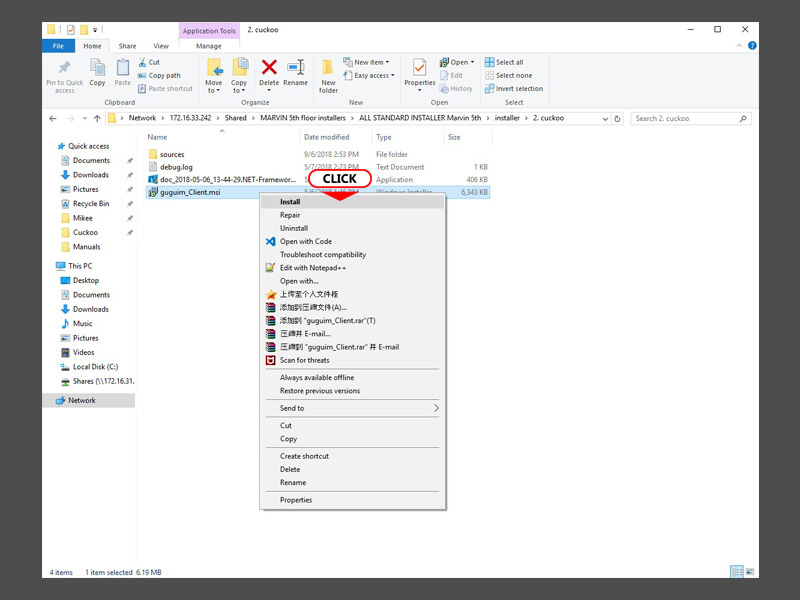 Application Tools
2. cuckoo
File
Home
Share
View
Manage
Pin to Quick access
Copy
Paste
Cut
Copy path
Paste shortcut
Clipboard
Move to
Copy to
Delete
Rename
Organize
New folder
New item
Easy access
New
Properties
Open
Edit
History
Open
Select all
Select none
Invert selection
Select
Network > 172.16.33.242 > Shared > MARVIN 5th floor installers > ALL STANDARD INSTALLER Marvin 5th > installer > 2. cuckoo
Search 2. cuckoo
Name
Date modified
Type
Size
sources
9/6/2018 2:53 PM
File folder
debug.log
5/7/2018 2:23 PM
Text Document
1 KB
doc_2018-05-06_13-44-29.NET-Framewor...
Application
406 KB
guguim_Client.msi
Windows Installer
6,343 KB
CLICK
Quick access
Documents
Downloads
Pictures
Recycle Bin
Mikee
Cuckoo
Manuals
This PC
Desktop
Documents
Downloads
Music
Pictures
Videos
Local Disk (C:)
Shares (\\172.16.31.
Network
Install
Repair
Uninstall
Open with Code
Troubleshoot compatibility
Edit with Notepad++
Open with...
上传至个人文件柜
添加到压缩文件(A)...
添加到 "guguim_Client.rar"(T)
压缩并 E-mail...
压缩到 "guguim_Client.rar" 并 E-mail
Scan for threats
Always available offline
Restore previous versions
Send to
Cut
Copy
Create shortcut
Delete
Rename
Properties
4 items
1 item selected 6.19 MB